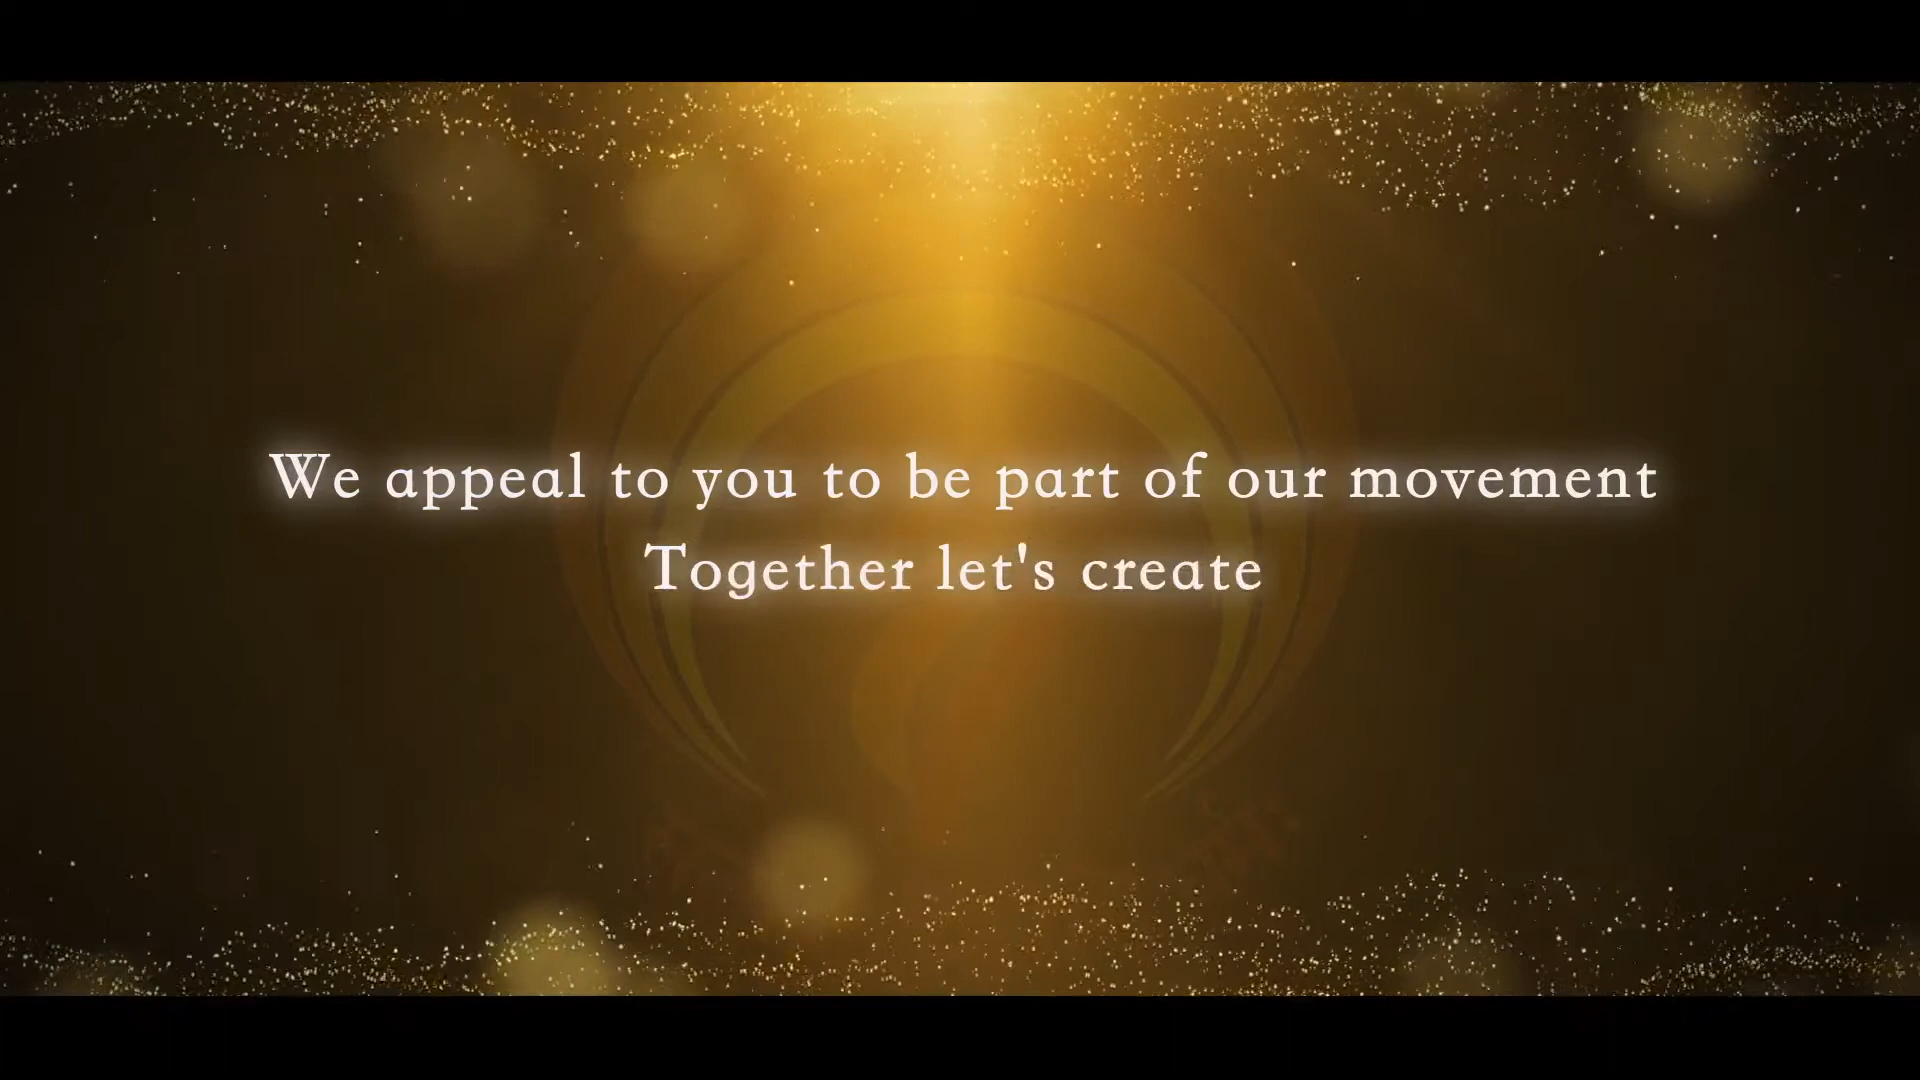 We appeal to you to be part of our movement
Together let's create